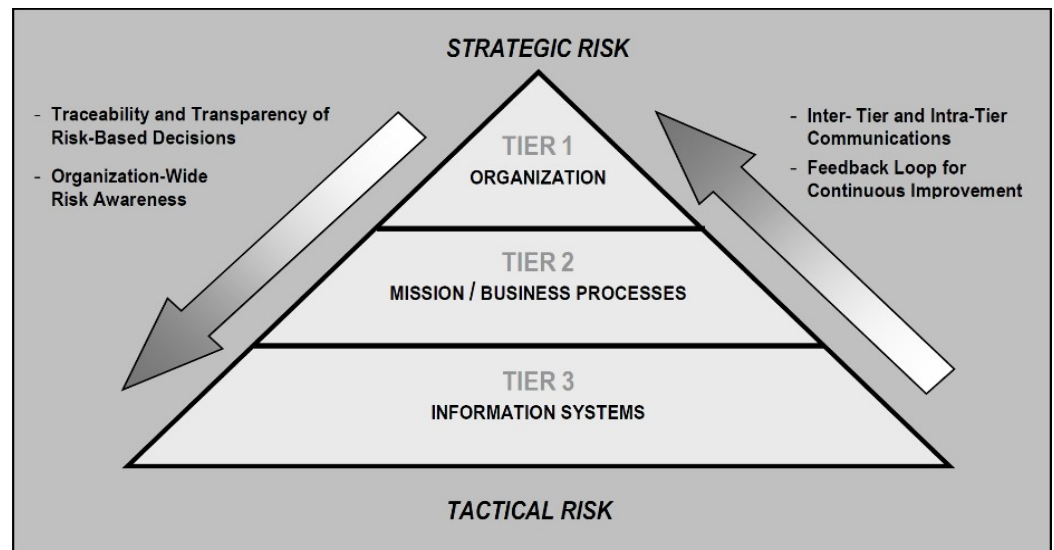 STRATEGIC RISK
- Traceability and Transparency of
Risk-Based Decisions
- Organization-Wide
Risk Awareness
- Inter- Tier and Intra-Tier
Communications
- Feedback Loop for
Continuous Improvement
TIER 1
ORGANIZATION
TIER 2
MISSION / BUSINESS PROCESSES
TIER 3
INFORMATION SYSTEMS
TACTICAL RISK